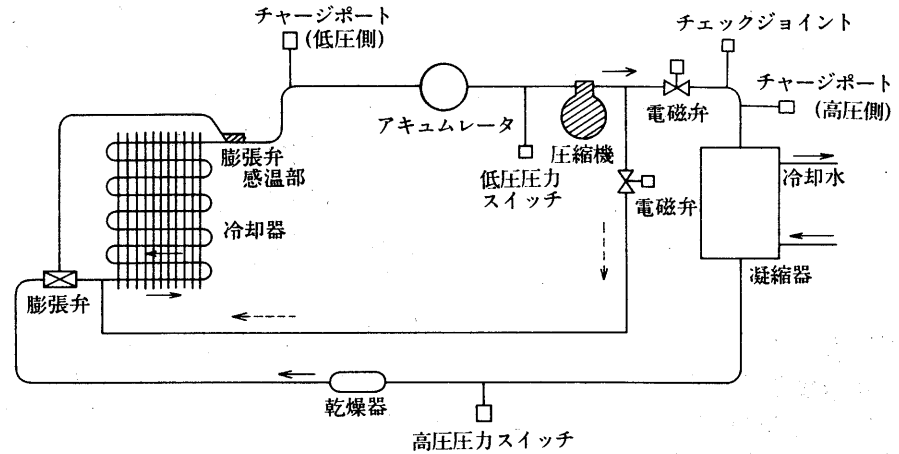 チャージポート
(低圧側)
チェックジョイント
チャージポート
(高圧側)
アキュムレータ
電磁弁
膨張弁
感温部
圧縮機
低圧圧力
スイッチ
冷却水
電磁弁
冷却器
凝縮器
膨張弁
乾燥器
高圧圧力スイッチ